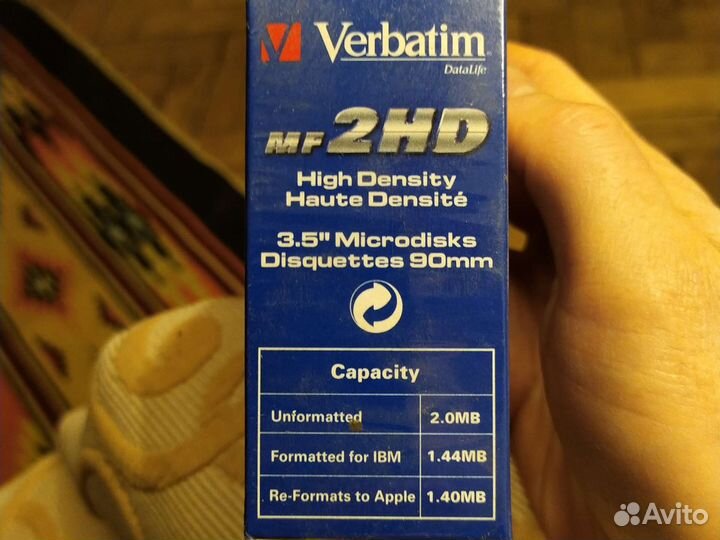 Verbatim
DataLife
MF 2HD
High Density
Haute Densité
3.5" Microdisks
Disquettes 90mm
Capacity
Unformatted 2.0MB
Formatted for IBM 1.44MB
Re-Formats to Apple 1.40MB
Avito